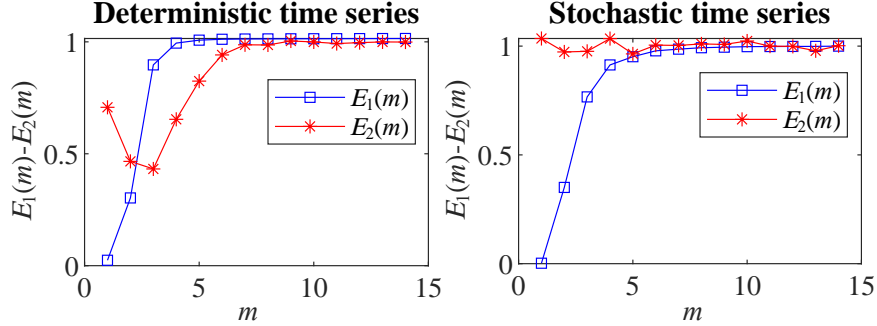 Deterministic time series
1
0.5
0
E₁(m)-E₂(m)
E₁(m)
E₂(m)
0
5
10
15
m
Stochastic time series
1
0.5
0
E₁(m)-E₂(m)
E₁(m)
E₂(m)
0
5
10
15
m